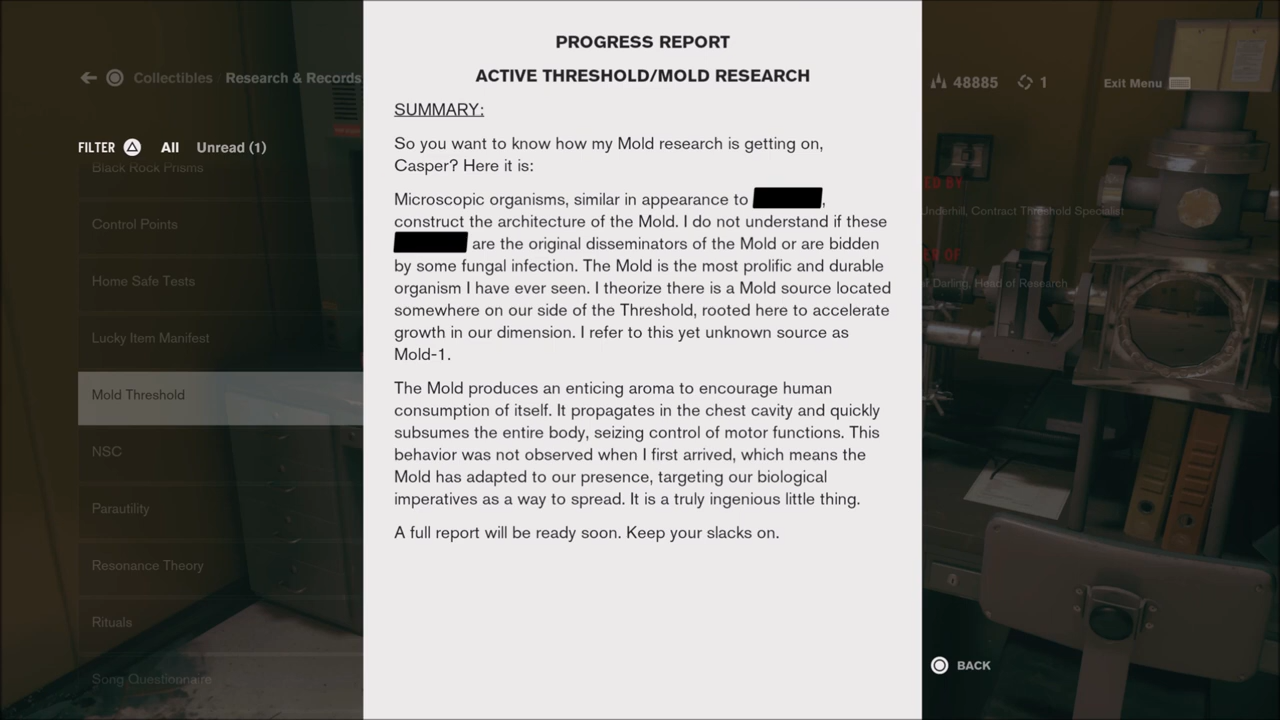 PROGRESS REPORT
ACTIVE THRESHOLD/MOLD RESEARCH
Collectibles Research & Records
48885 1 Exit Menu
SUMMARY:
FILTER All Unread (1)
So you want to know how my Mold research is getting on,
Casper? Here it is:
Black Rock Prisms
Control Points
Home Safe Tests
Lucky Item Manifest
Mold Threshold
NSC
Parautility
Resonance Theory
Rituals
Song Questionnaire
Microscopic organisms, similar in appearance to ,
construct the architecture of the Mold. I do not understand if these
are the original disseminators of the Mold or are bidden
by some fungal infection. The Mold is the most prolific and durable
organism I have ever seen. I theorize there is a Mold source located
somewhere on our side of the Threshold, rooted here to accelerate
growth in our dimension. I refer to this yet unknown source as
Mold-1.
The Mold produces an enticing aroma to encourage human
consumption of itself. It propagates in the chest cavity and quickly
subsumes the entire body, seizing control of motor functions. This
behavior was not observed when I first arrived, which means the
Mold has adapted to our presence, targeting our biological
imperatives as a way to spread. It is a truly ingenious little thing.
A full report will be ready soon. Keep your slacks on.
ED BY
Underhill, Contract Threshold Specialist
Darling, Head of Research
BACK